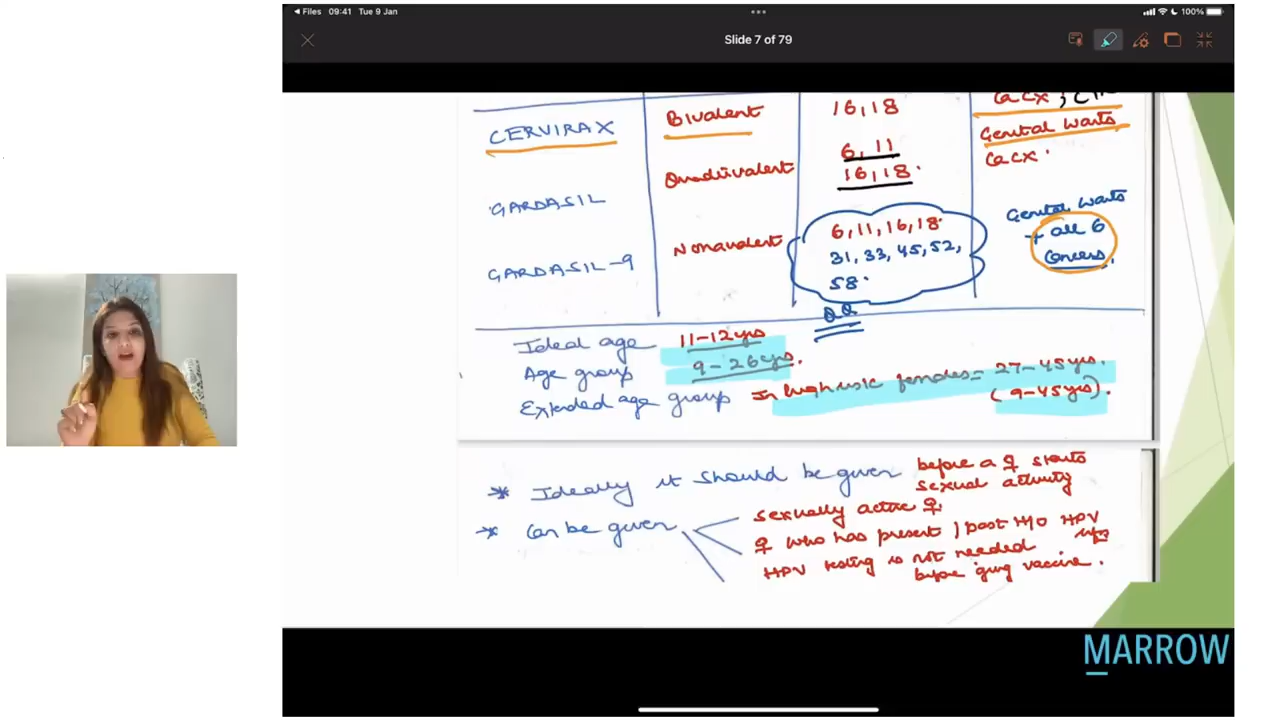 Files 09:41 Tue 9 Jan
100%
Slide 7 of 79
CERVIRAX Bivalent 16,18 cacx,
Genital warts
cacx.
GARDASIL Quadrivalent 6, 11
16,18.
GARDASIL-9 Nonavalent 6, 11, 16, 18.
31, 33, 45, 52,
58.
Genital warts
+ all 6
cancers.
Ideal age 11-12 yrs
Age group 9-26 yrs.
Extended age group In high risk females = 27-45 yrs.
(9-45 yrs).
* Ideally it should be given before a ♀ starts
sexual activity
* Can be given
sexually active ♀
♀ who has present / past H/o HPV
HPV testing is not needed
before giving vaccine.
MARROW